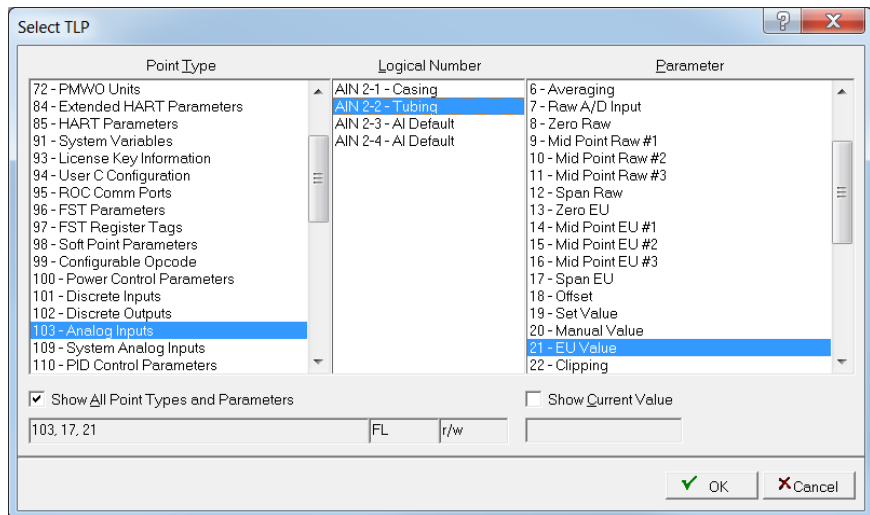 Select TLP
Point Type
72 - PMWO Units
84 - Extended HART Parameters
85 - HART Parameters
91 - System Variables
93 - License Key Information
94 - User C Configuration
95 - ROC Comm Ports
96 - FST Parameters
97 - FST Register Tags
98 - Soft Point Parameters
99 - Configurable Opcode
100 - Power Control Parameters
101 - Discrete Inputs
102 - Discrete Outputs
103 - Analog Inputs
109 - System Analog Inputs
110 - PID Control Parameters
Logical Number
AIN 2-1 - Casing
AIN 2-2 - Tubing
AIN 2-3 - AI Default
AIN 2-4 - AI Default
Parameter
6 - Averaging
7 - Raw A/D Input
8 - Zero Raw
9 - Mid Point Raw #1
10 - Mid Point Raw #2
11 - Mid Point Raw #3
12 - Span Raw
13 - Zero EU
14 - Mid Point EU #1
15 - Mid Point EU #2
16 - Mid Point EU #3
17 - Span EU
18 - Offset
19 - Set Value
20 - Manual Value
21 - EU Value
22 - Clipping
Show All Point Types and Parameters
Show Current Value
103, 17, 21
FL
r/w
OK
Cancel